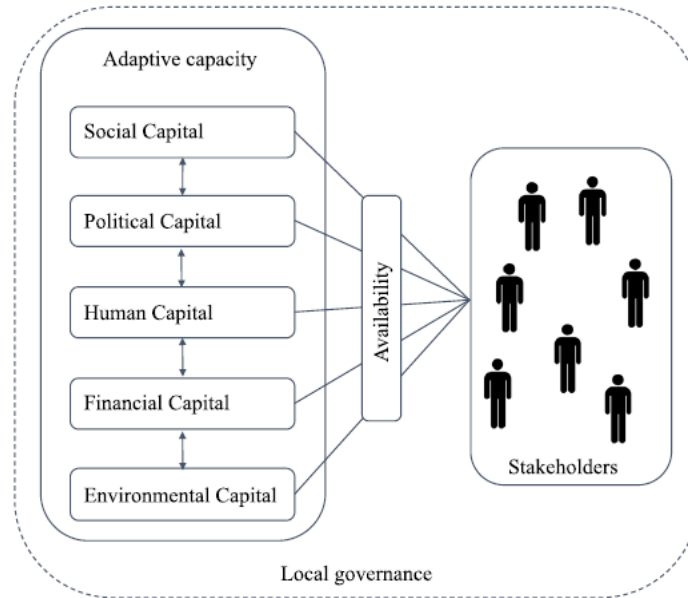 Adaptive capacity
Social Capital
Political Capital
Human Capital
Financial Capital
Environmental Capital
Availability
Stakeholders
Local governance